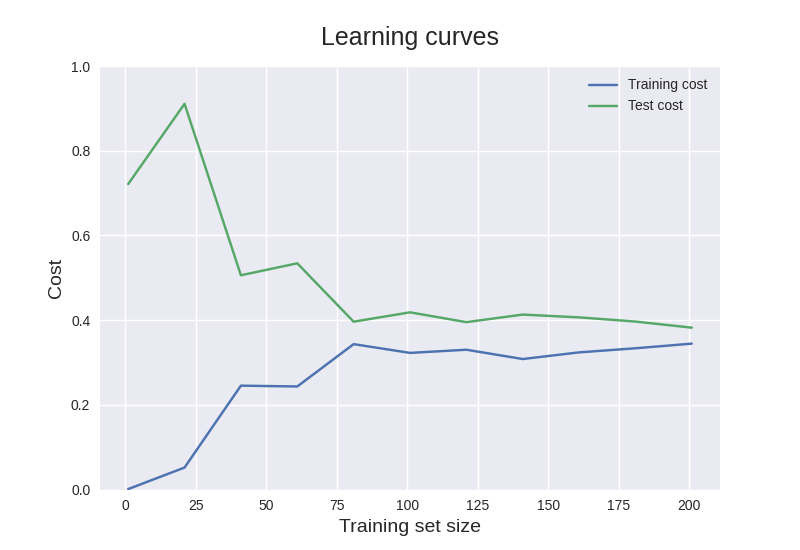 Learning curves
1.0
0.8
0.6
0.4
0.2
0.0
Cost
Training cost
Test cost
0 25 50 75 100 125 150 175 200
Training set size